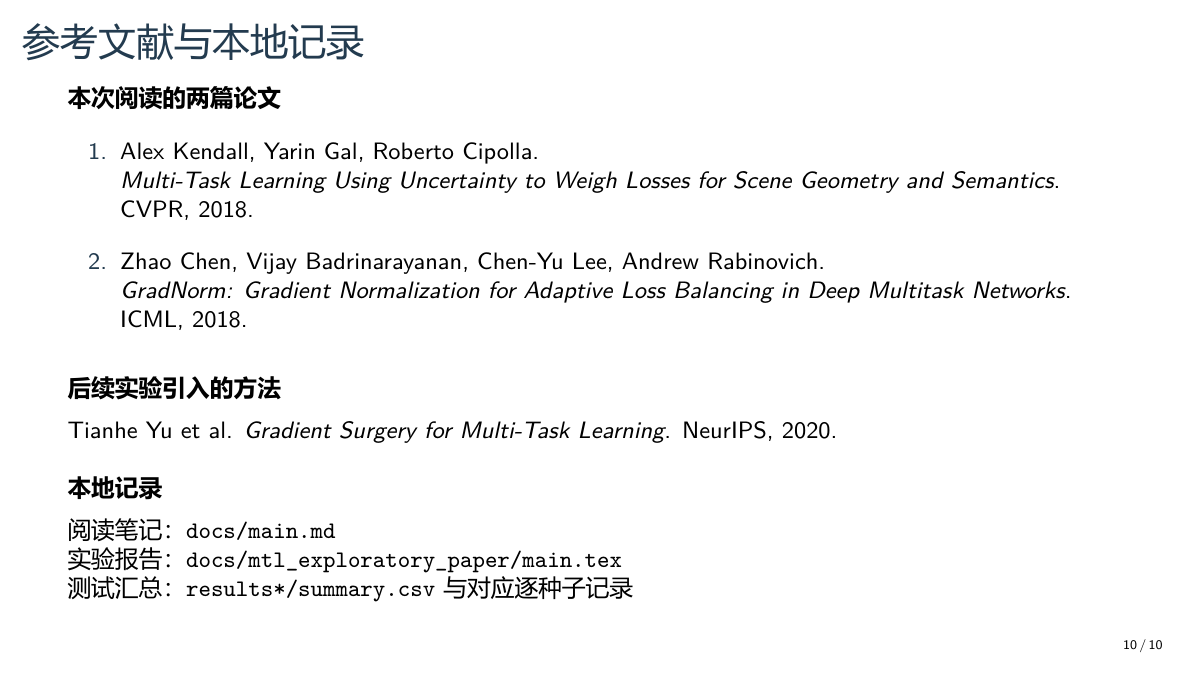 参考文献与本地记录
本次阅读的两篇论文
1. Alex Kendall, Yarin Gal, Roberto Cipolla.
Multi-Task Learning Using Uncertainty to Weigh Losses for Scene Geometry and Semantics.
CVPR, 2018.
2. Zhao Chen, Vijay Badrinarayanan, Chen-Yu Lee, Andrew Rabinovich.
GradNorm: Gradient Normalization for Adaptive Loss Balancing in Deep Multitask Networks.
ICML, 2018.
后续实验引入的方法
Tianhe Yu et al. Gradient Surgery for Multi-Task Learning. NeurIPS, 2020.
本地记录
阅读笔记：docs/main.md
实验报告：docs/mtl_exploratory_paper/main.tex
测试汇总：results*/summary.csv 与对应逐种子记录
10 / 10